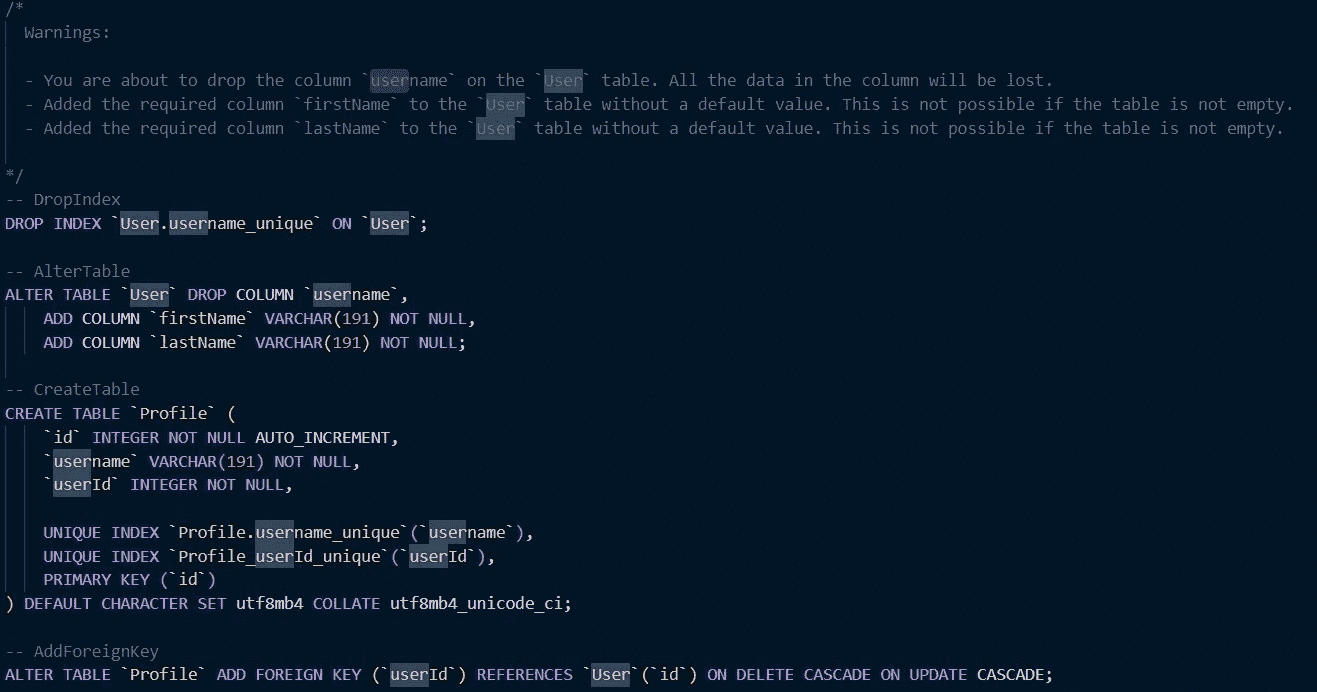 /*
  Warnings:

  - You are about to drop the column `username` on the `User` table. All the data in the column will be lost.
  - Added the required column `firstName` to the `User` table without a default value. This is not possible if the table is not empty.
  - Added the required column `lastName` to the `User` table without a default value. This is not possible if the table is not empty.

*/
-- DropIndex
DROP INDEX `User.username_unique` ON `User`;

-- AlterTable
ALTER TABLE `User` DROP COLUMN `username`,
    ADD COLUMN `firstName` VARCHAR(191) NOT NULL,
    ADD COLUMN `lastName` VARCHAR(191) NOT NULL;

-- CreateTable
CREATE TABLE `Profile` (
    `id` INTEGER NOT NULL AUTO_INCREMENT,
    `username` VARCHAR(191) NOT NULL,
    `userId` INTEGER NOT NULL,

    UNIQUE INDEX `Profile.username_unique`(`username`),
    UNIQUE INDEX `Profile_userId_unique`(`userId`),
    PRIMARY KEY (`id`)
) DEFAULT CHARACTER SET utf8mb4 COLLATE utf8mb4_unicode_ci;

-- AddForeignKey
ALTER TABLE `Profile` ADD FOREIGN KEY (`userId`) REFERENCES `User`(`id`) ON DELETE CASCADE ON UPDATE CASCADE;